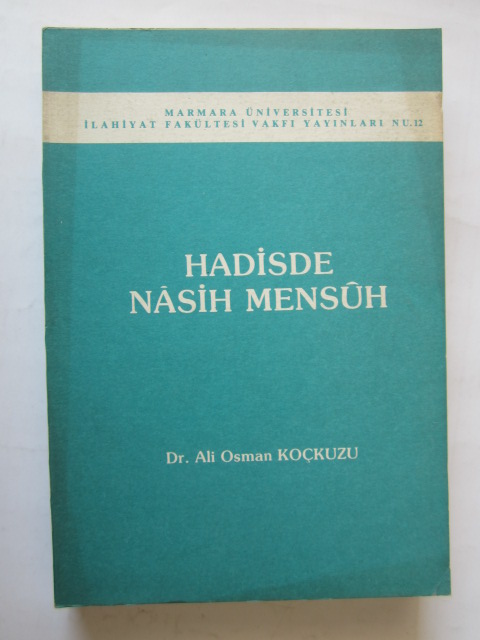 MARMARA ÜNİVERSİTESİ
İLAHİYAT FAKÜLTESİ VAKFI YAYINLARI NU.12
HADİSDE
NÂSİH MENSÛH
Dr. Ali Osman KOÇKUZU